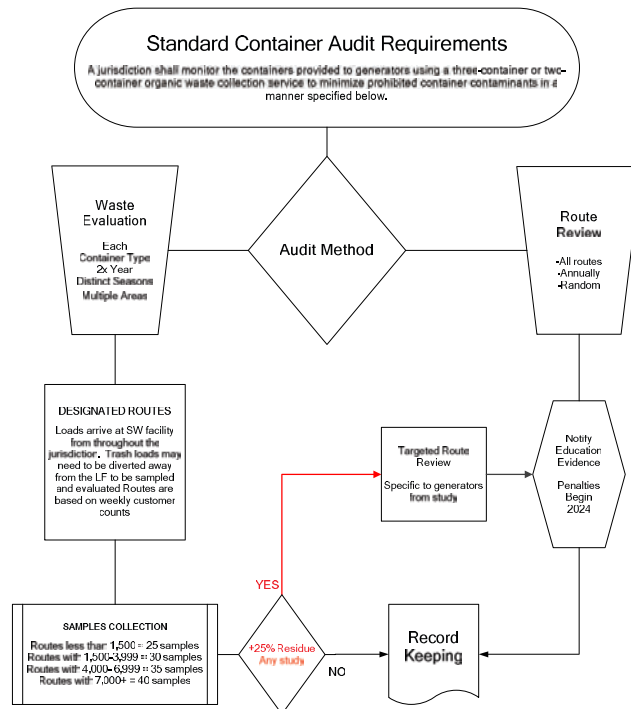 Standard Container Audit Requirements
A jurisdiction shall monitor the containers provided to generators using a three-container or two-
container organic waste collection service to minimize prohibited container contaminants in a
manner specified below.
Waste
Evaluation
Each
Container Type
2x Year
Distinct Seasons
Multiple Areas
Audit Method
Route
Review
-All routes
-Annually
-Random
DESIGNATED ROUTES
Loads arrive at SW facility
from throughout the
jurisdiction. Trash loads may
need to be diverted away
from the LF to be sampled
and evaluated Routes are
based on weekly customer
counts
Targeted Route
Review
Specific to generators
from study
Notify
Education
Evidence
Penalties
Begin
2024
YES
SAMPLES COLLECTION
Routes less than 1,500 = 25 samples
Routes with 1,500-3,999 = 30 samples
Routes with 4,000-6,999 = 35 samples
Routes with 7,000+ = 40 samples
+25% Residue
Any study
NO
Record
Keeping